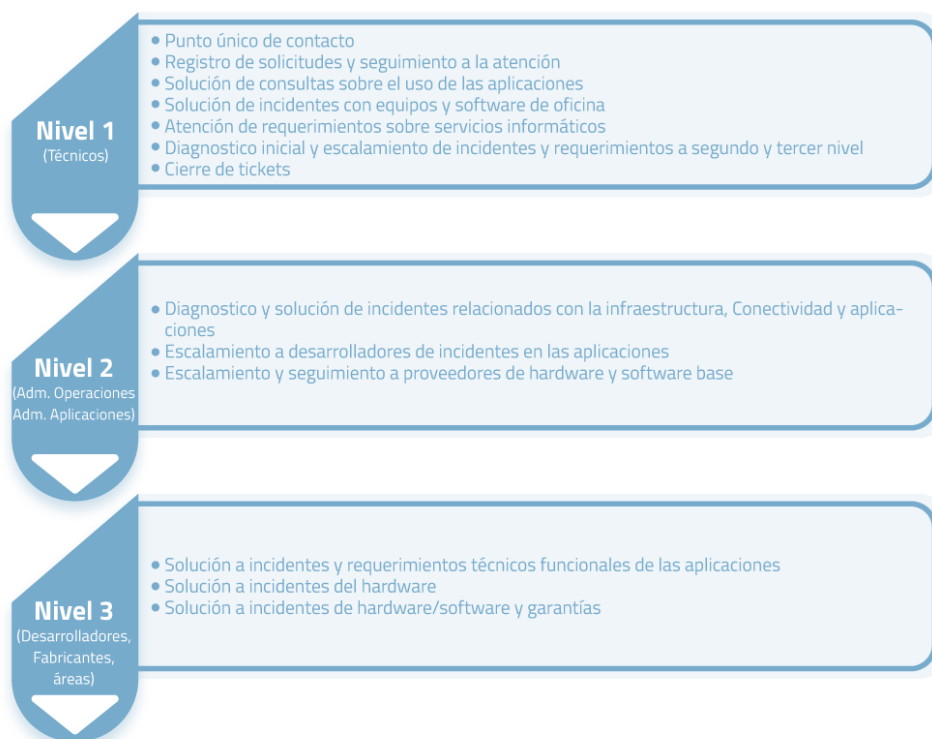 Nivel 1
(Técnicos)
• Punto único de contacto
• Registro de solicitudes y seguimiento a la atención
• Solución de consultas sobre el uso de las aplicaciones
• Solución de incidentes con equipos y software de oficina
• Atención de requerimientos sobre servicios informáticos
• Diagnostico inicial y escalamiento de incidentes y requerimientos a segundo y tercer nivel
• Cierre de tickets
Nivel 2
(Adm. Operaciones
Adm. Aplicaciones)
• Diagnostico y solución de incidentes relacionados con la infraestructura, Conectividad y aplica-
ciones
• Escalamiento a desarrolladores de incidentes en las aplicaciones
• Escalamiento y seguimiento a proveedores de hardware y software base
Nivel 3
(Desarrolladores,
Fabricantes,
áreas)
• Solución a incidentes y requerimientos técnicos funcionales de las aplicaciones
• Solución a incidentes del hardware
• Solución a incidentes de hardware/software y garantías